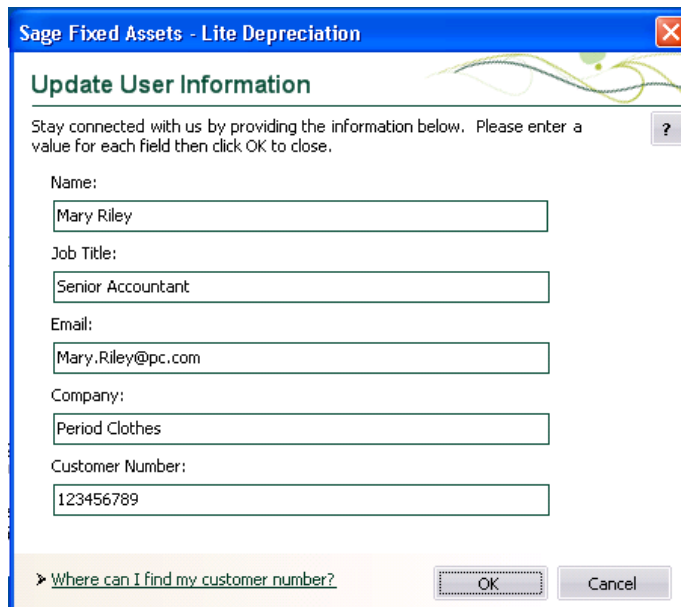 Sage Fixed Assets - Lite Depreciation
Update User Information
Stay connected with us by providing the information below.  Please enter a
value for each field then click OK to close.
?
Name:
Mary Riley
Job Title:
Senior Accountant
Email:
Mary.Riley@pc.com
Company:
Period Clothes
Customer Number:
123456789
Where can I find my customer number?
OK
Cancel